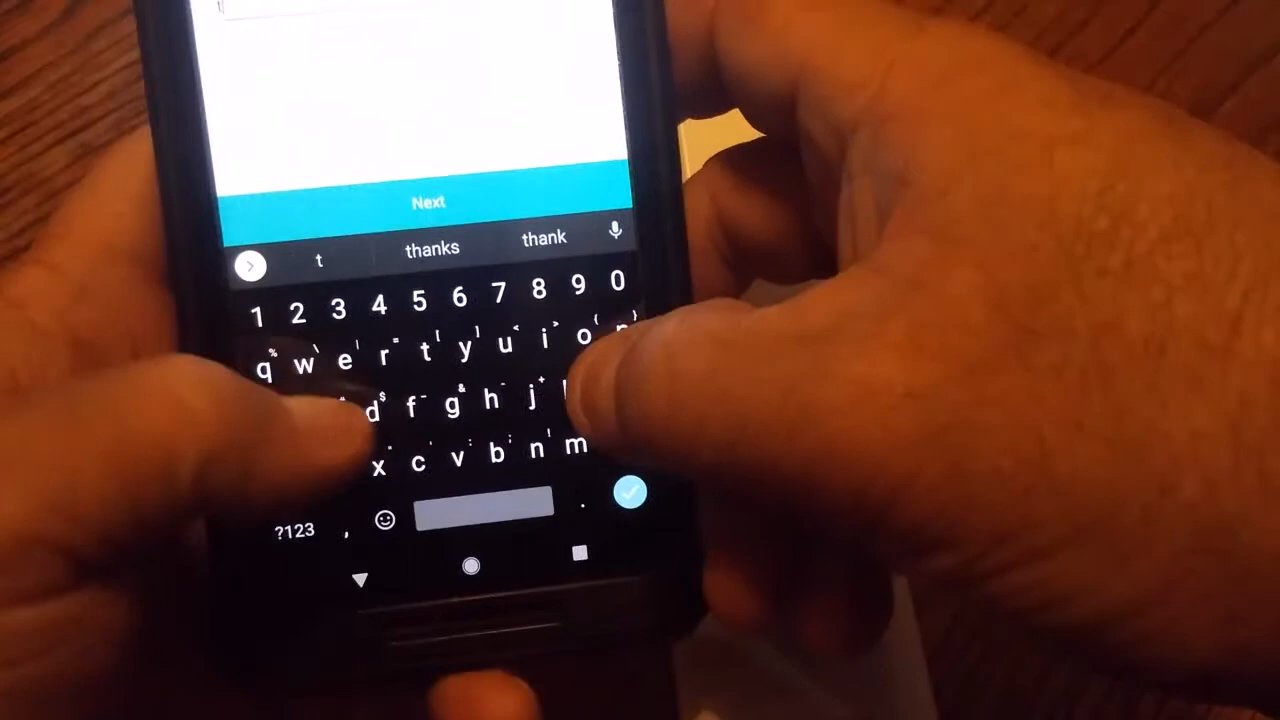 Next
t thanks thank
1 2 3 4 5 6 7 8 9 0
q w e r t y u i o p
d f g h j
x c v b n m
?123 , .